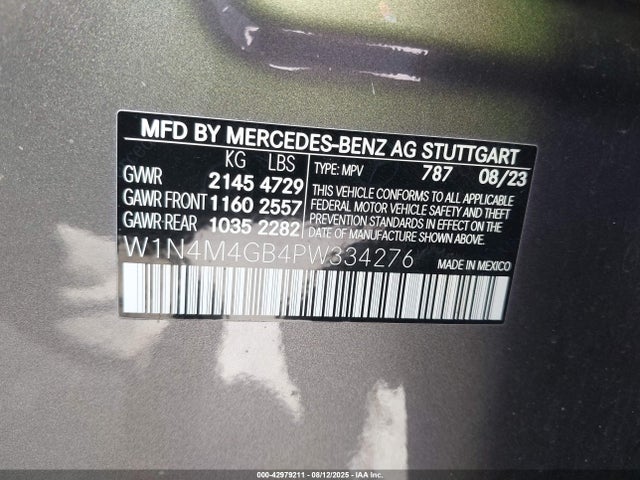 MFD BY MERCEDES-BENZ AG STUTTGART
KG LBS TYPE: MPV 787 08/23
GVWR 2145 4729
GAWR FRONT 1160 2557
GAWR REAR 1035 2282
THIS VEHICLE CONFORMS TO ALL APPLICABLE
FEDERAL MOTOR VEHICLE SAFETY AND THEFT
PREVENTION STANDARDS IN EFFECT
ON THE DATE OF MANUFACTURE
SHOWN ABOVE.
W1N4M4GB4PW334276
MADE IN MEXICO
000-42979211 - 08/12/2025 - IAAI, Inc.